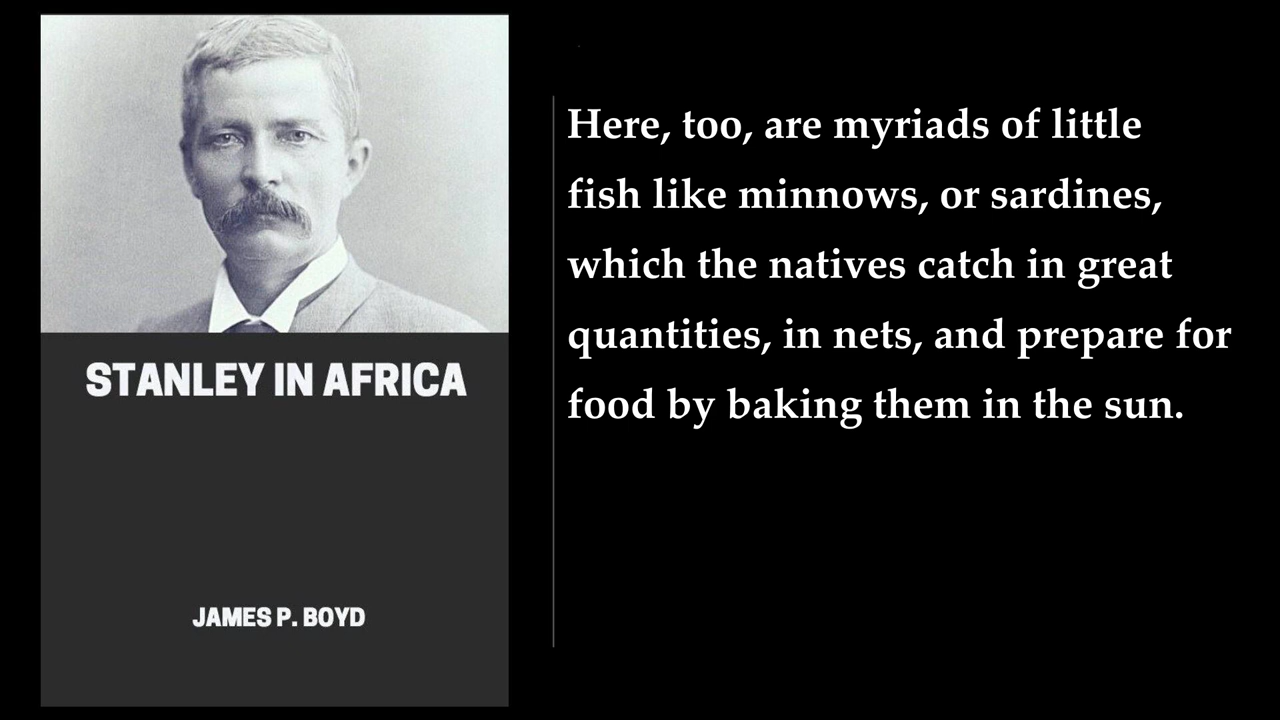 STANLEY IN AFRICA
JAMES P. BOYD
Here, too, are myriads of little
fish like minnows, or sardines,
which the natives catch in great
quantities, in nets, and prepare for
food by baking them in the sun.